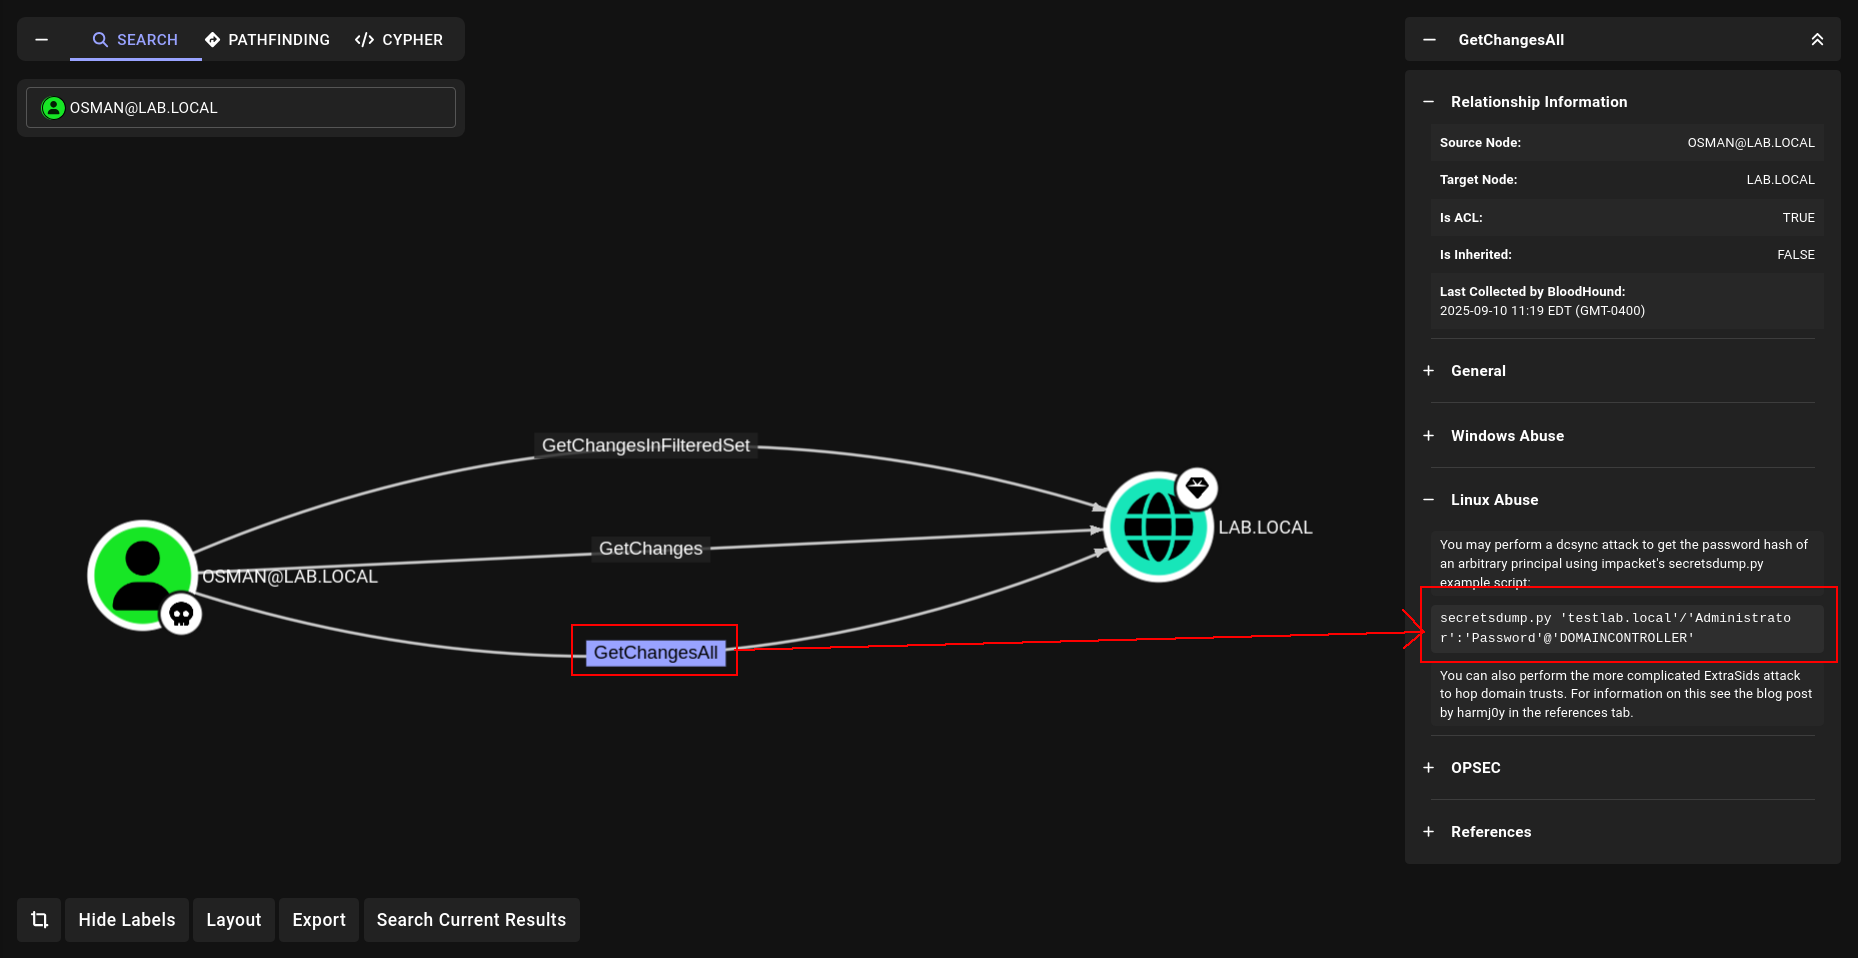 SEARCH
PATHFINDING
CYPHER
OSMAN@LAB.LOCAL
GetChangesInFilteredSet
GetChanges
OSMAN@LAB.LOCAL
GetChangesAll
LAB.LOCAL
Hide Labels
Layout
Export
Search Current Results
GetChangesAll
Relationship Information
Source Node: OSMAN@LAB.LOCAL
Target Node: LAB.LOCAL
Is ACL: TRUE
Is Inherited: FALSE
Last Collected by BloodHound:
2025-09-10 11:19 EDT (GMT-0400)
General
Windows Abuse
Linux Abuse
You may perform a dcsync attack to get the password hash of
an arbitrary principal using impacket's secretsdump.py
example script:
secretsdump.py 'testlab.local'/'Administrato
r':'Password'@'DOMAINCONTROLLER'
You can also perform the more complicated ExtraSids attack
to hop domain trusts. For information on this see the blog post
by harmj0y in the references tab.
OPSEC
References